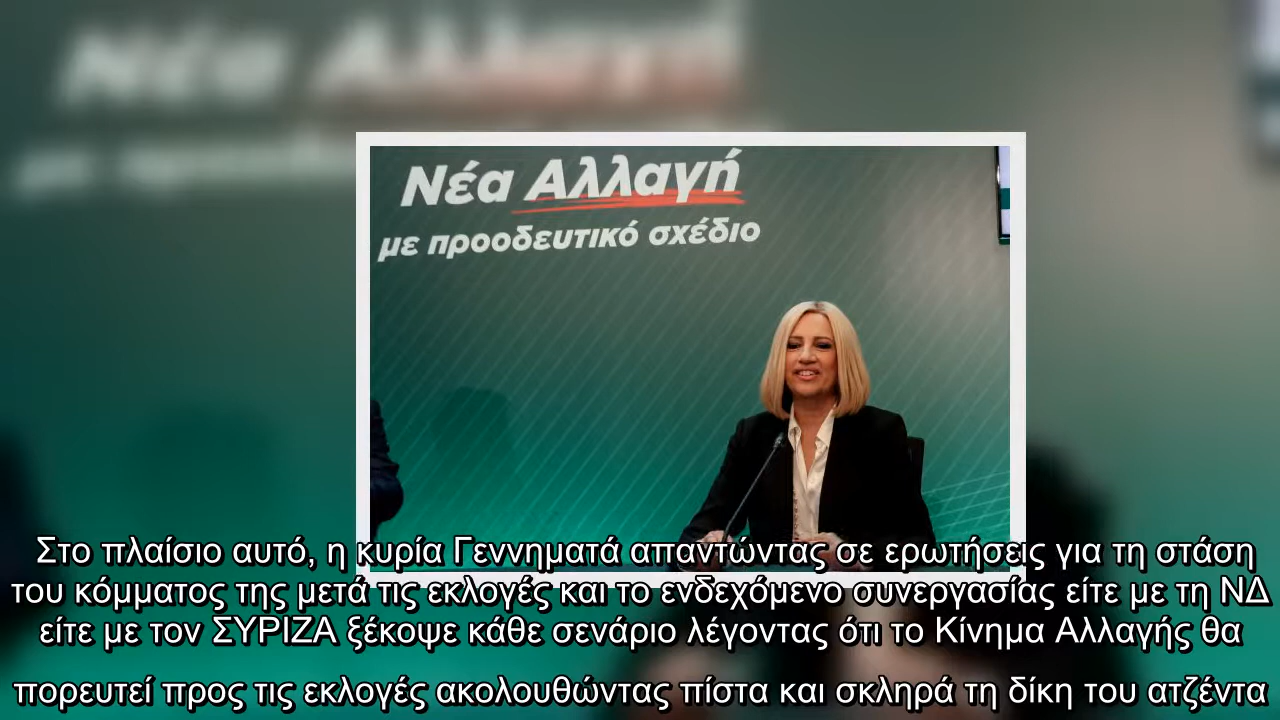 Νέα Αλλαγή
με προοδευτικό σχέδιο
Στο πλαίσιο αυτό, η κυρία Γεννηματά απαντώντας σε ερωτήσεις για τη στάση
του κόμματος της μετά τις εκλογές και το ενδεχόμενο συνεργασίας είτε με τη ΝΔ
είτε με τον ΣΥΡΙΖΑ ξέκοψε κάθε σενάριο λέγοντας ότι το Κίνημα Αλλαγής θα
πορευτεί προς τις εκλογές ακολουθώντας πίστα και σκληρά τη δίκη του ατζέντα